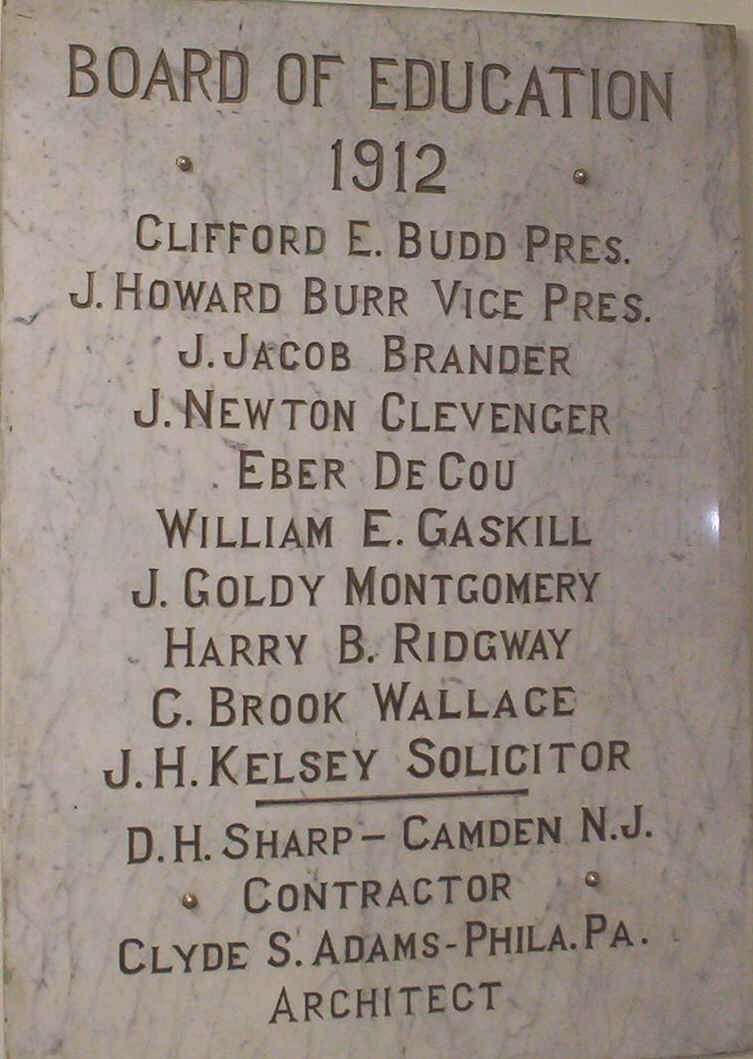 BOARD OF EDUCATION
1912
CLIFFORD E. BUDD PRES.
J. HOWARD BURR VICE PRES.
J. JACOB BRANDER
J. NEWTON CLEVENGER
EBER DECOU
WILLIAM E. GASKILL
J. GOLDY MONTGOMERY
HARRY B. RIDGWAY
C. BROOK WALLACE
J. H. KELSEY SOLICITOR
D. H. SHARP – CAMDEN N.J.
CONTRACTOR
CLYDE S. ADAMS - PHILA. PA.
ARCHITECT